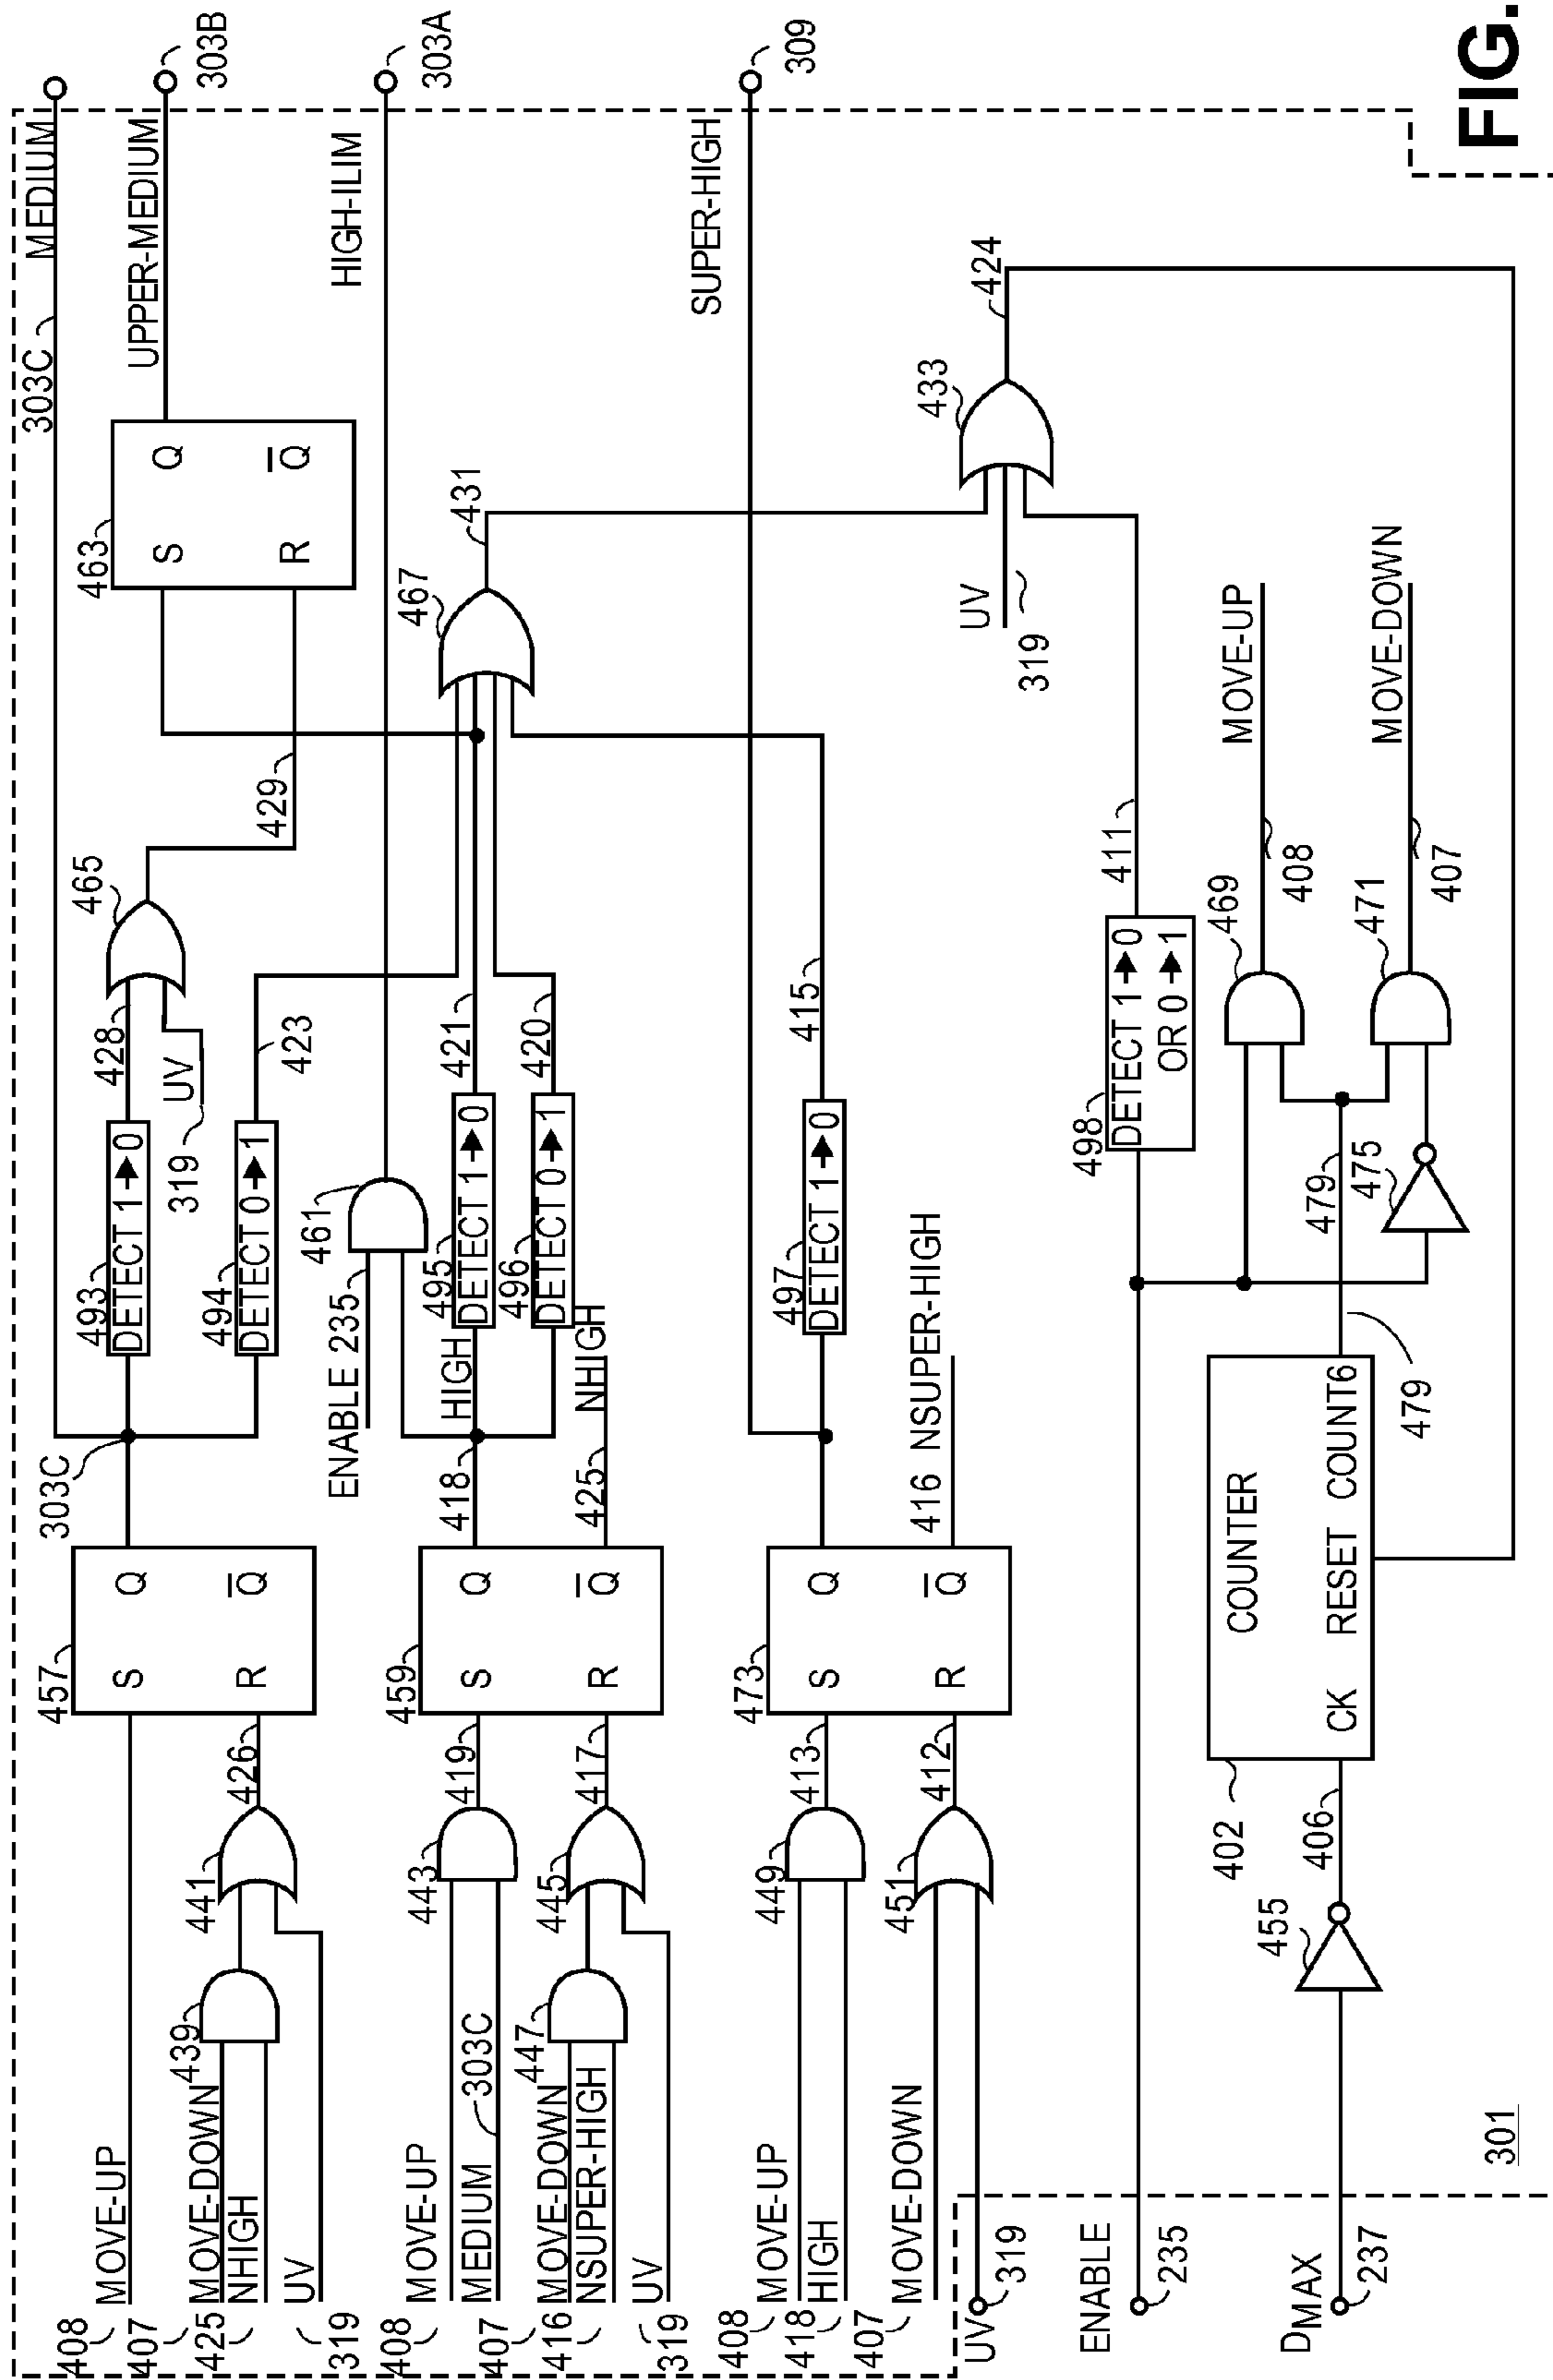 303C
MEDIUM
UPPER-MEDIUM
303B
HIGH-ILIM
303A
SUPER-HIGH
309
408
MOVE-UP
407
MOVE-DOWN
425
NHIGH
319
UV
439
441
426
457
S
Q
R
Q
303C
493
DETECT 1➔0
428
UV
319
465
494
DETECT 0➔1
423
429
463
S
Q
R
Q
408
MOVE-UP
MEDIUM
303C
407
MOVE-DOWN
416
NSUPER-HIGH
319
UV
443
447
445
419
417
459
S
Q
R
Q
ENABLE 235
461
418
HIGH
495
DETECT 1➔0
421
496
DETECT 0➔1
420
425
NHIGH
467
431
408
MOVE-UP
418
HIGH
407
MOVE-DOWN
449
451
413
412
473
S
Q
R
Q
497
DETECT 1➔0
415
416 NSUPER-HIGH
UV
319
UV
319
433
424
ENABLE
235
498
DETECT 1➔0
OR 0➔1
411
DMAX
237
455
406
402
COUNTER
CK RESET COUNT6
479
479
475
469
408
MOVE-UP
471
407
MOVE-DOWN
301
FIG.